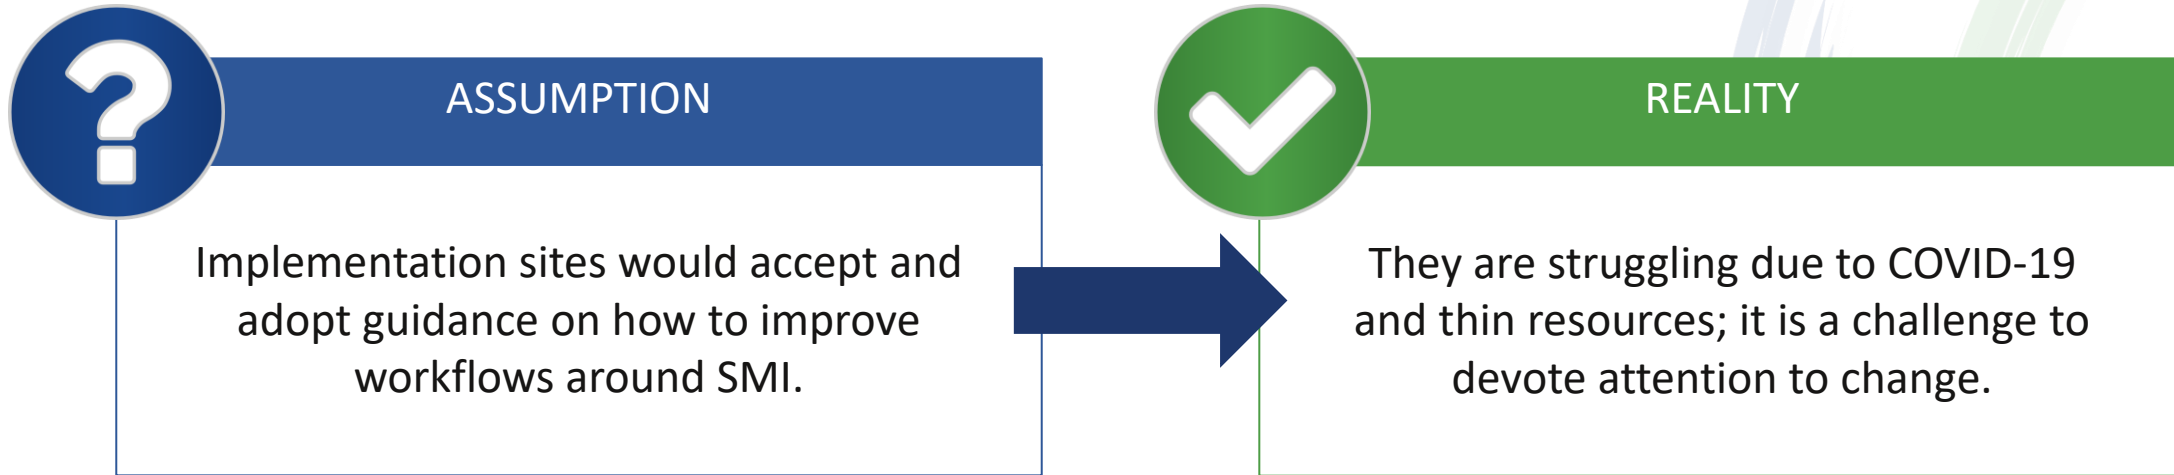 ASSUMPTION
Implementation sites would accept and
adopt guidance on how to improve
workflows around SMI.
REALITY
They are struggling due to COVID-19
and thin resources; it is a challenge to
devote attention to change.